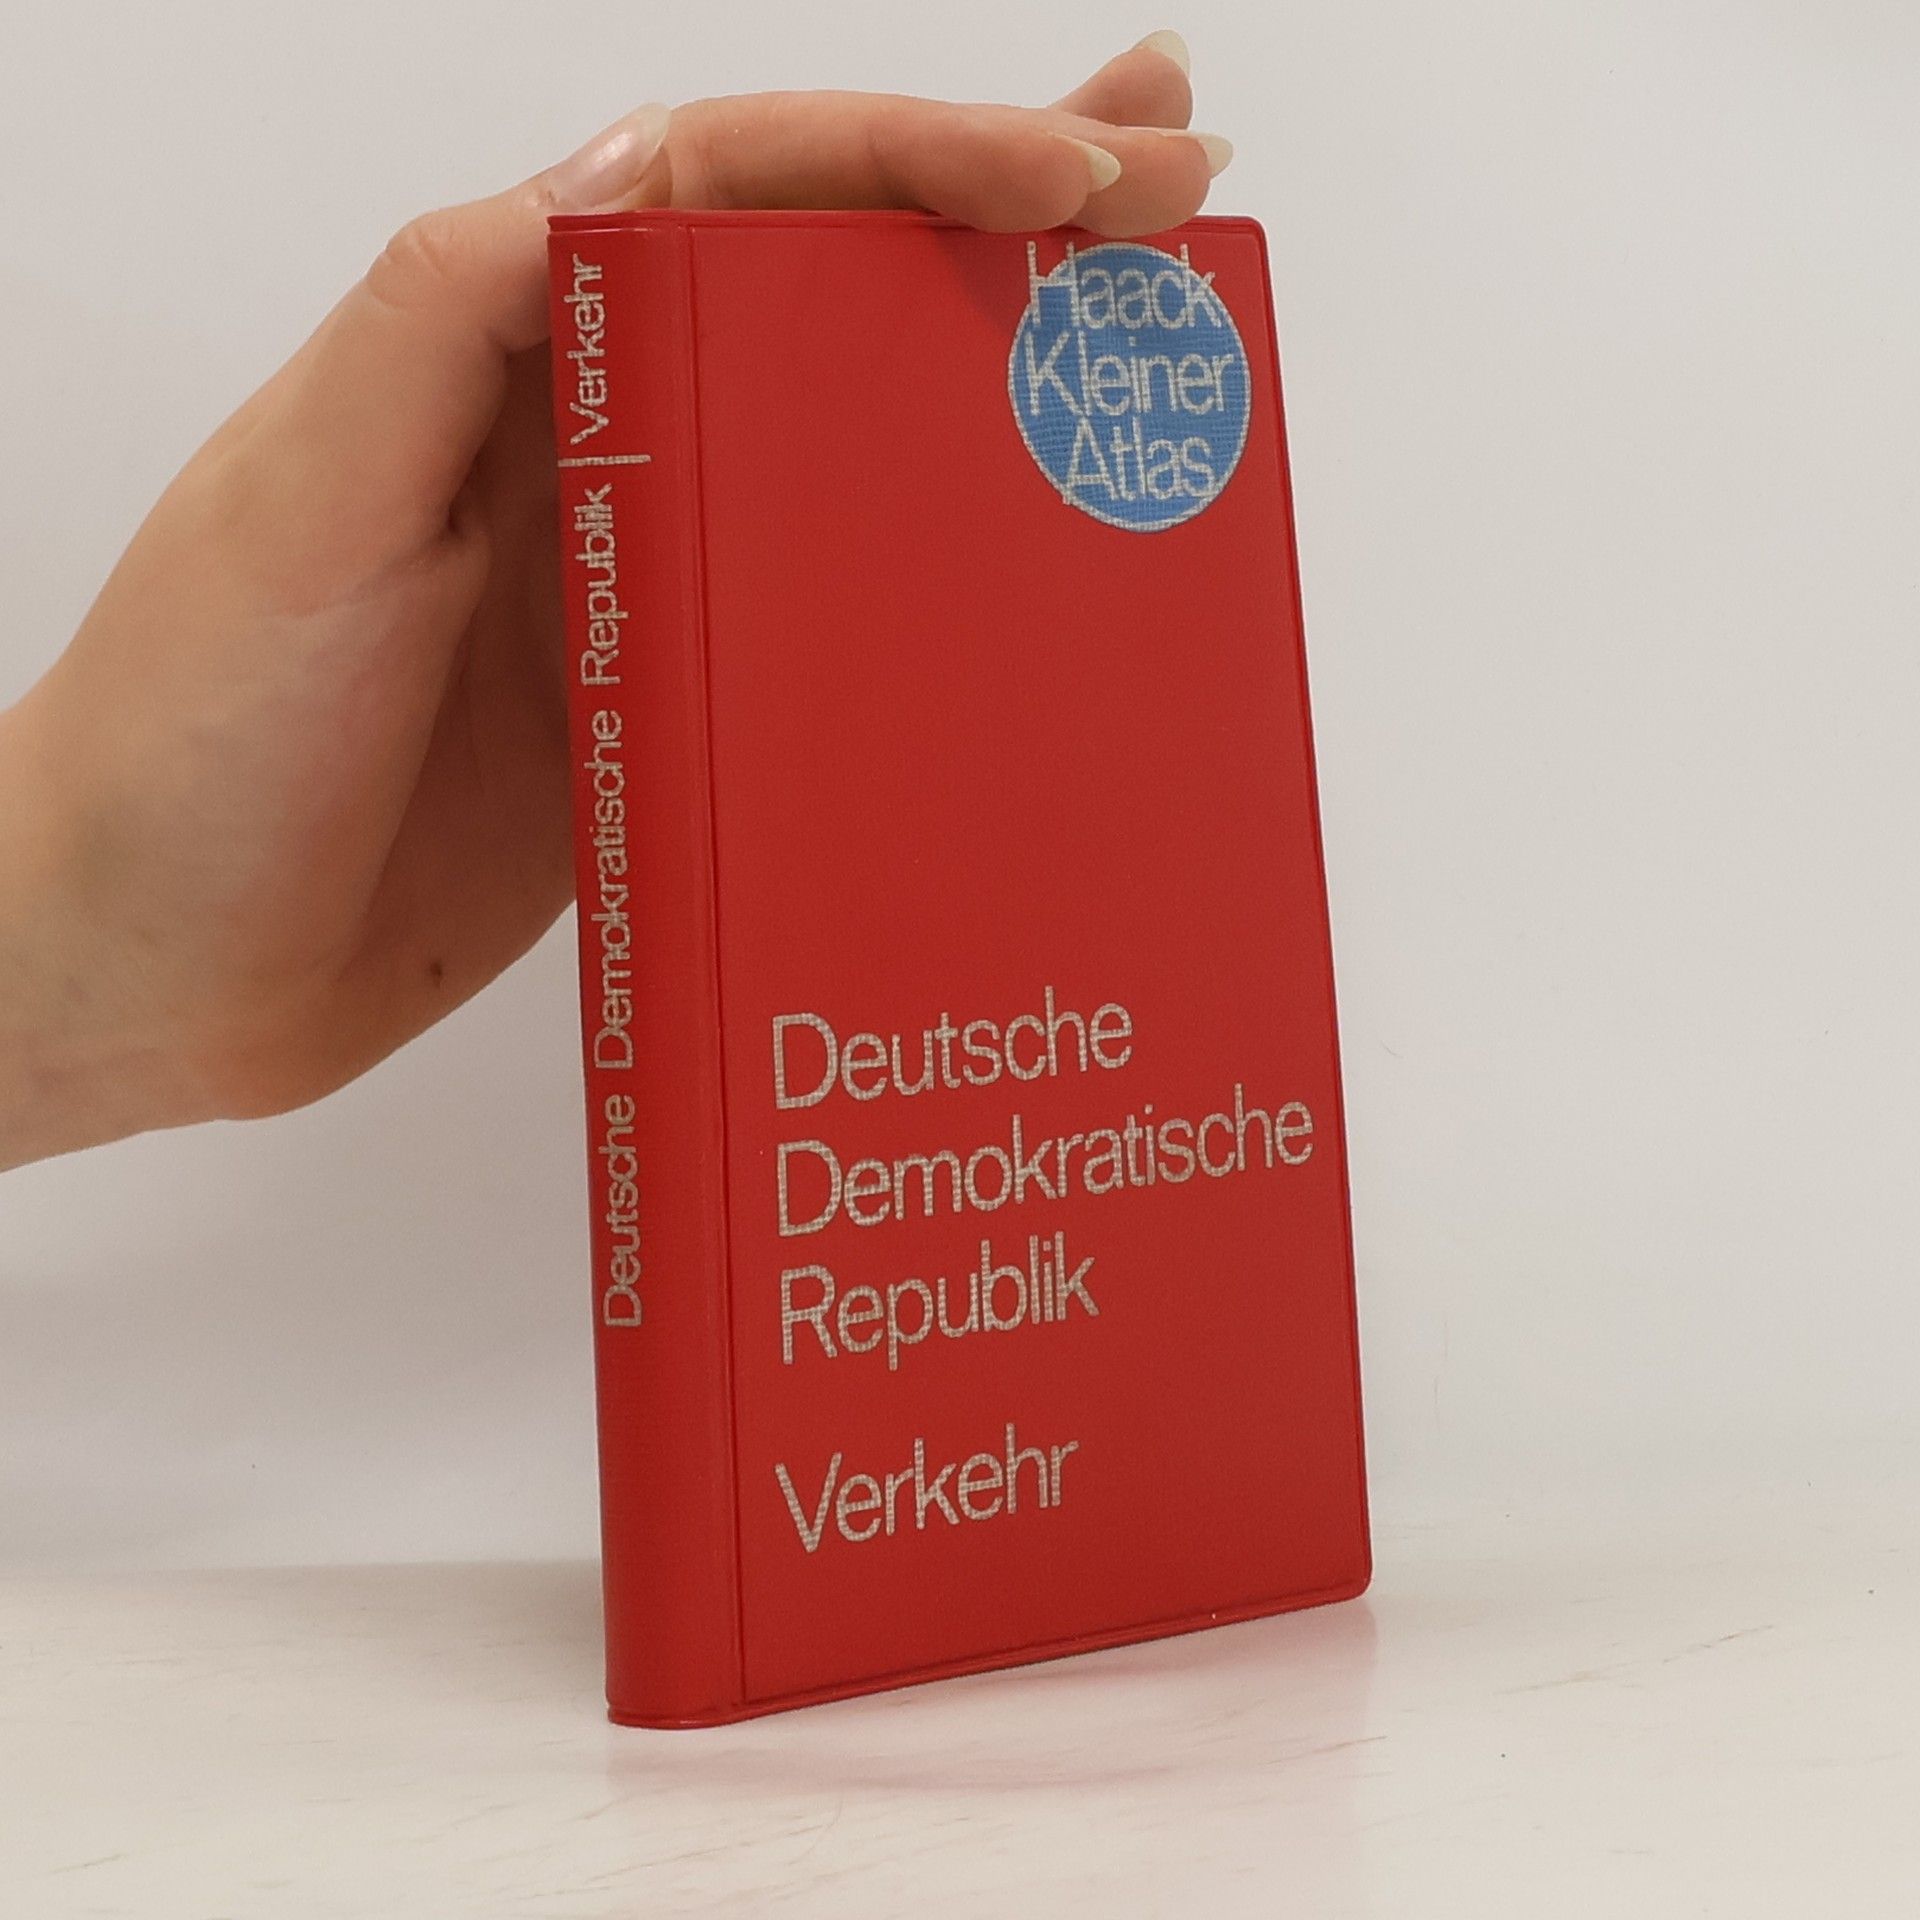 Deutsche Demokratische Republik | Verkehr
Haack
Kleiner
Atlas
Deutsche
Demokratische
Republik
Verkehr